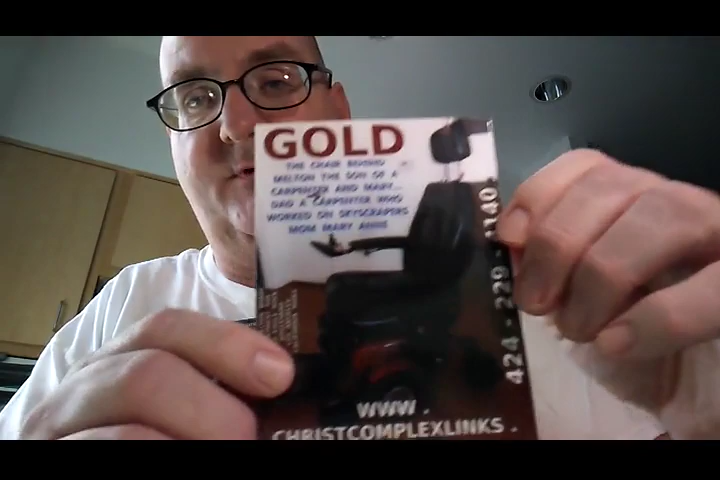 GOLD
THE CHAIR BEHIND
MELTON THE SON OF A
CARPENTER AND MARY...
DAD A CARPENTER WHO
WORKED ON SKYSCRAPERS
MOM MARY ANNE
424 - 229 - 1140.
WWW .
CHRISTCOMPLEXLINKS .